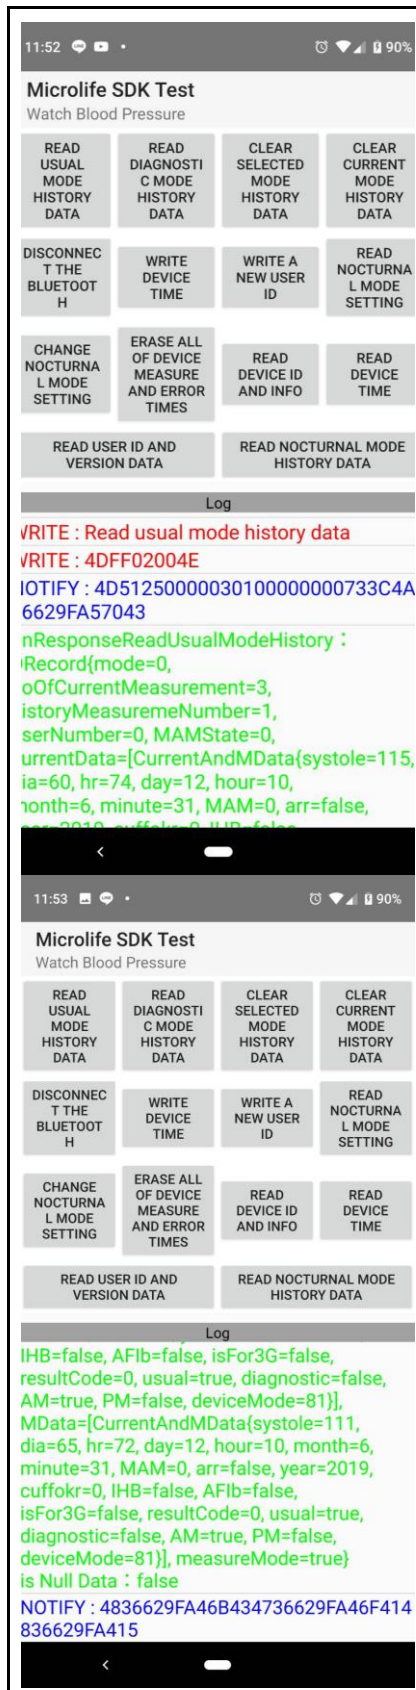 11:52
90%
Microlife SDK Test
Watch Blood Pressure
READ USUAL MODE HISTORY DATA
READ DIAGNOSTI C MODE HISTORY DATA
CLEAR SELECTED MODE HISTORY DATA
CLEAR CURRENT MODE HISTORY DATA
DISCONNEC T THE BLUETOOT H
WRITE DEVICE TIME
WRITE A NEW USER ID
READ NOCTURNA L MODE SETTING
CHANGE NOCTURNA L MODE SETTING
ERASE ALL OF DEVICE MEASURE AND ERROR TIMES
READ DEVICE ID AND INFO
READ DEVICE TIME
READ USER ID AND VERSION DATA
READ NOCTURNAL MODE HISTORY DATA
Log
WRITE : Read usual mode history data
WRITE : 4DFF02004E
NOTIFY : 4D51250000030100000000733C4A
6629FA57043
nResponseReadUsualModeHistory：
DRecord{mode=0,
oOfCurrentMeasurement=3,
istoryMeasuremeNumber=1,
serNumber=0, MAMState=0,
urrentData=[CurrentAndMData{systole=115,
ia=60, hr=74, day=12, hour=10,
nonth=6, minute=31, MAM=0, arr=false,
11:53
90%
Microlife SDK Test
Watch Blood Pressure
READ USUAL MODE HISTORY DATA
READ DIAGNOSTI C MODE HISTORY DATA
CLEAR SELECTED MODE HISTORY DATA
CLEAR CURRENT MODE HISTORY DATA
DISCONNEC T THE BLUETOOT H
WRITE DEVICE TIME
WRITE A NEW USER ID
READ NOCTURNA L MODE SETTING
CHANGE NOCTURNA L MODE SETTING
ERASE ALL OF DEVICE MEASURE AND ERROR TIMES
READ DEVICE ID AND INFO
READ DEVICE TIME
READ USER ID AND VERSION DATA
READ NOCTURNAL MODE HISTORY DATA
Log
IHB=false, AFIb=false, isFor3G=false,
resultCode=0, usual=true, diagnostic=false,
AM=true, PM=false, deviceMode=81}],
MData=[CurrentAndMData{systole=111,
dia=65, hr=72, day=12, hour=10, month=6,
minute=31, MAM=0, arr=false, year=2019,
cuffokr=0, IHB=false, AFIb=false,
isFor3G=false, resultCode=0, usual=true,
diagnostic=false, AM=true, PM=false,
deviceMode=81}], measureMode=true}
is Null Data：false
NOTIFY : 4836629FA46B434736629FA46F414
836629FA415